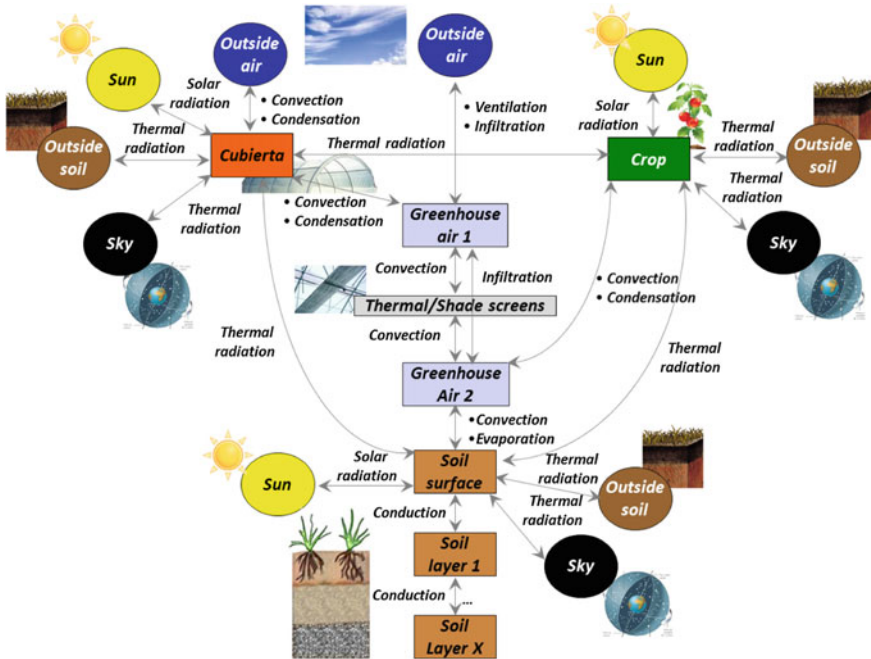 Outside
air
Outside
air
Sun
Sun
Solar
radiation
• Convection
• Condensation
• Ventilation
• Infiltration
Solar
radiation
Outside
soil
Thermal
radiation
Cubierta
Thermal radiation
Crop
Thermal
radiation
Outside
soil
Thermal
radiation
• Convection
• Condensation
Thermal
radiation
Sky
Greenhouse
air 1
Sky
Convection
Infiltration
• Convection
• Condensation
Thermal/Shade screens
Thermal
radiation
Convection
Thermal
radiation
Greenhouse
Air 2
• Convection
• Evaporation
Sun
Solar
radiation
Soil
surface
Thermal
radiation
Thermal
radiation
Outside
soil
Conduction
Soil
layer 1
Sky
Conduction
...
Soil
Layer X